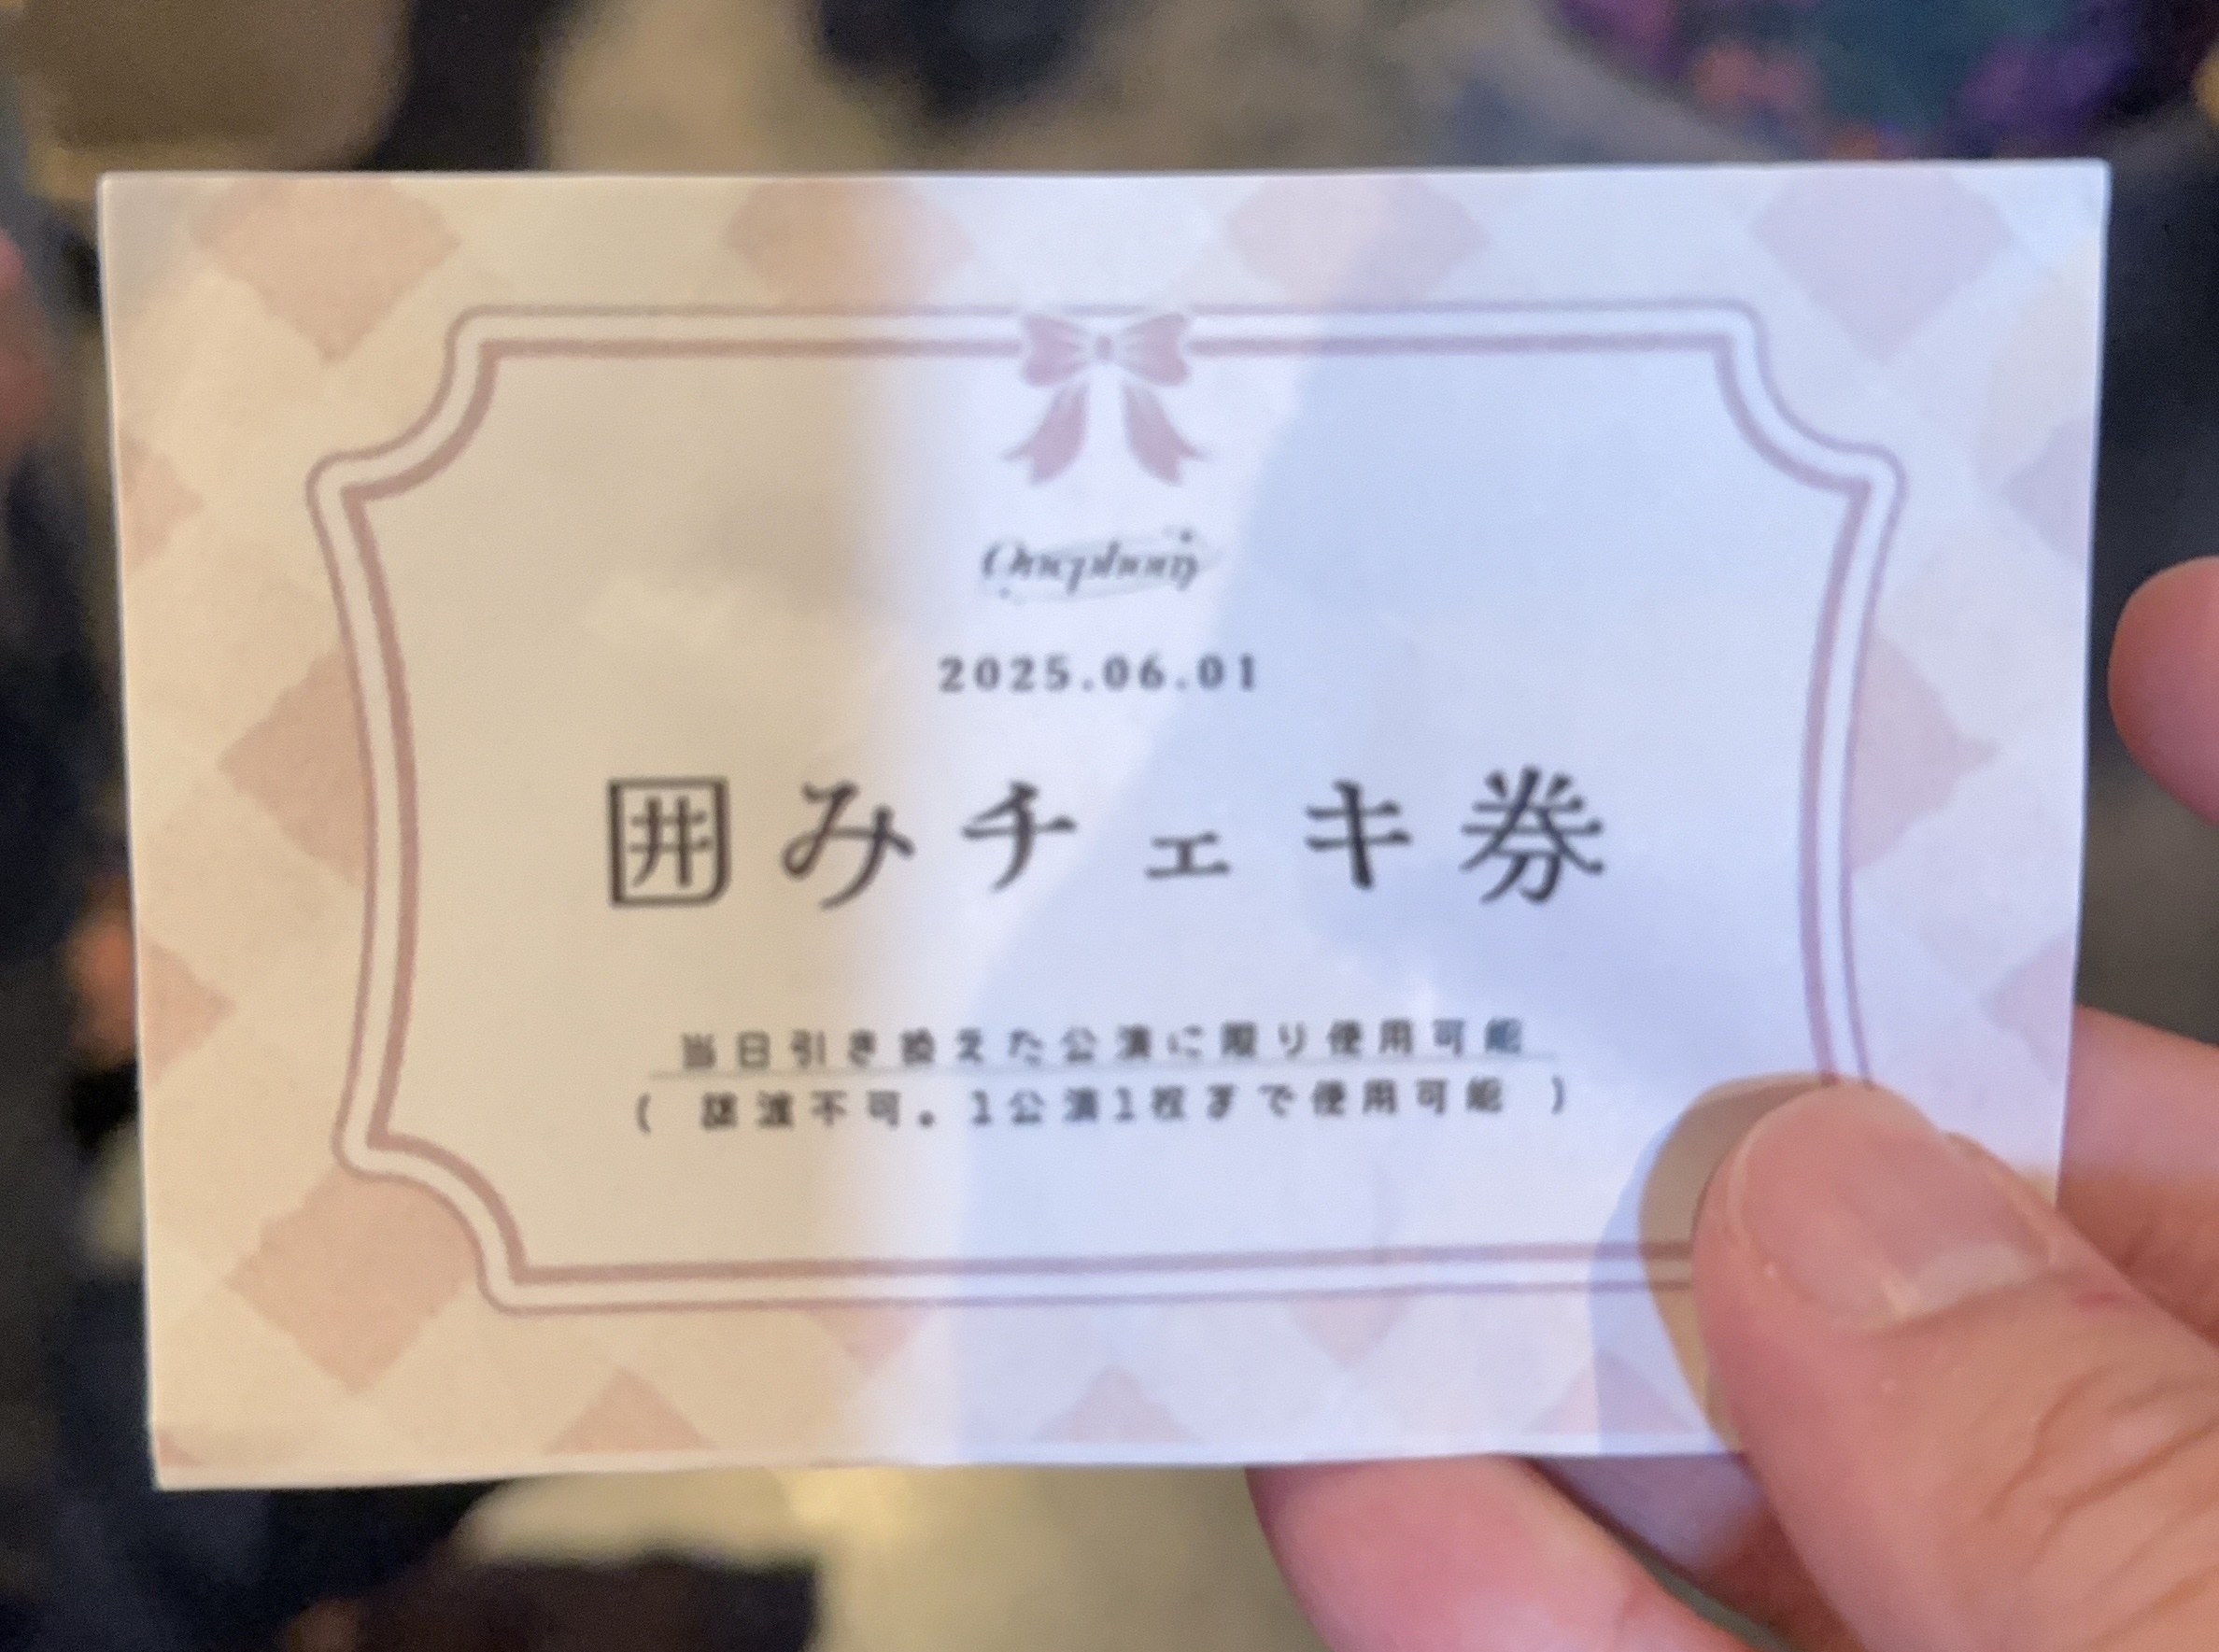 Onephony
2025.06.01
囲みチェキ券
当日引き換えた公演に限り使用可能
( 譲渡不可。1公演1枚まで使用可能 )